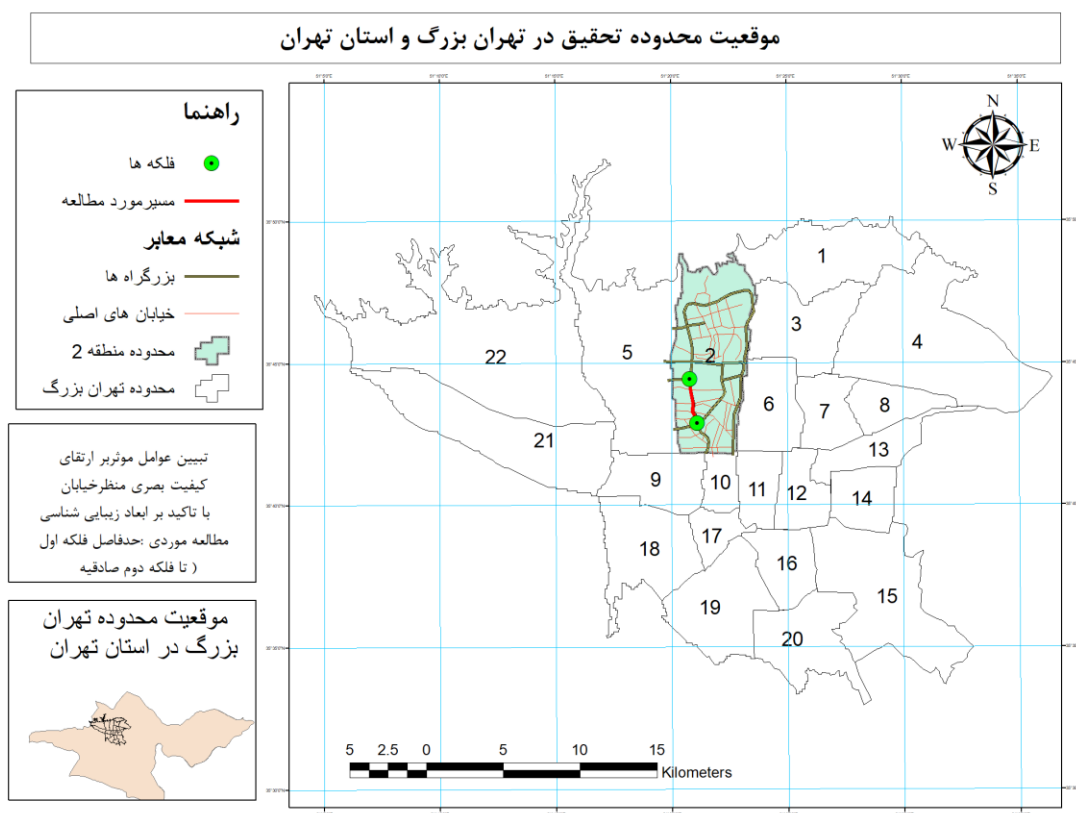 موقعیت محدوده تحقیق در تهران بزرگ و استان تهران
راهنما
فلکه ها
مسیرمورد مطالعه
شبکه معابر
بزرگراه ها
خیابان های اصلی
محدوده منطقه 2
محدوده تهران بزرگ
تبیین عوامل موثربر ارتقای
کیفیت بصری منظرخیابان
با تاکید بر ابعاد زیبایی شناسی
مطالعه موردی :حدفاصل فلکه اول
( تا فلکه دوم صادقیه
موقعیت محدوده تهران
بزرگ در استان تهران
N
W E
S
1
3
4
2
22 5
6 7 8
21
13
9 10 11 12 14
17
18 16
19 15
20
5 2.5 0 5 10 15
Kilometers